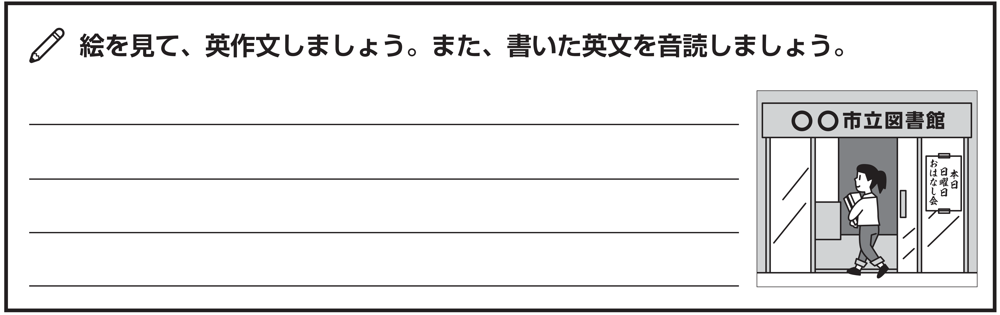 絵を見て、英作文しましょう。また、書いた英文を音読しましょう。
〇〇市立図書館
本日
日曜日
おはなし会